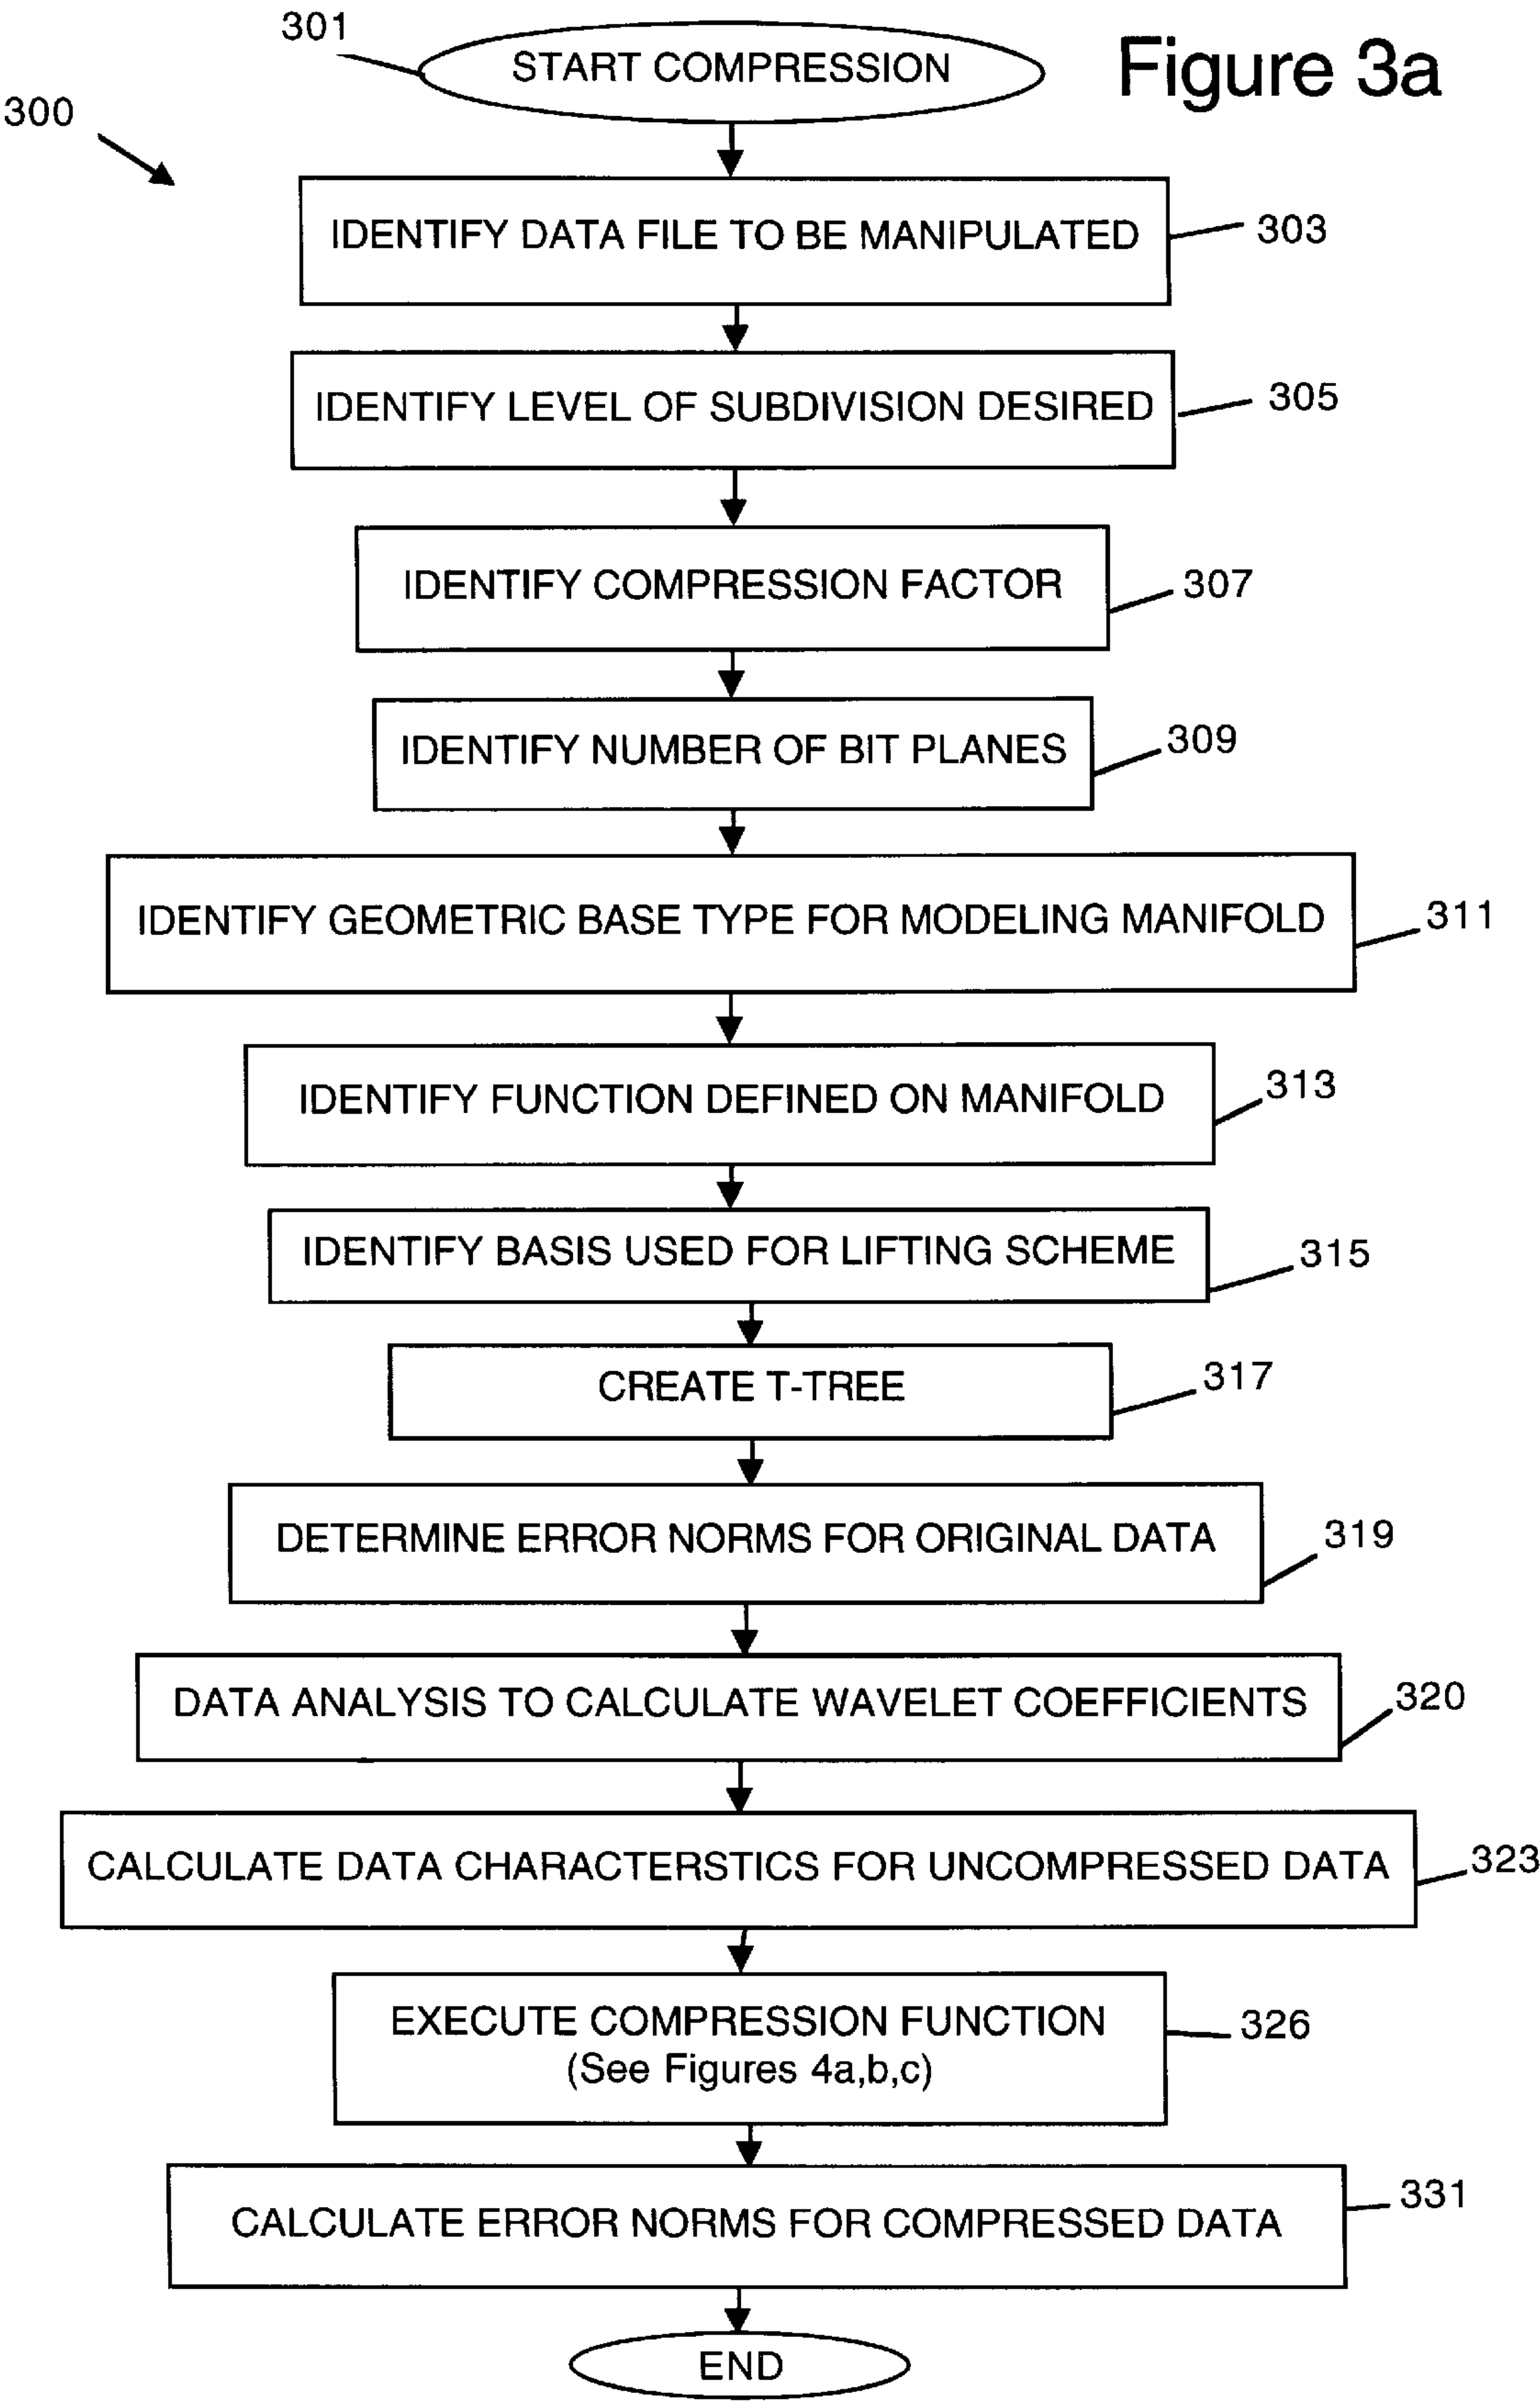 301
START COMPRESSION
Figure 3a
300
IDENTIFY DATA FILE TO BE MANIPULATED
303
IDENTIFY LEVEL OF SUBDIVISION DESIRED
305
IDENTIFY COMPRESSION FACTOR
307
IDENTIFY NUMBER OF BIT PLANES
309
IDENTIFY GEOMETRIC BASE TYPE FOR MODELING MANIFOLD
311
IDENTIFY FUNCTION DEFINED ON MANIFOLD
313
IDENTIFY BASIS USED FOR LIFTING SCHEME
315
CREATE T-TREE
317
DETERMINE ERROR NORMS FOR ORIGINAL DATA
319
DATA ANALYSIS TO CALCULATE WAVELET COEFFICIENTS
320
CALCULATE DATA CHARACTERSTICS FOR UNCOMPRESSED DATA
323
EXECUTE COMPRESSION FUNCTION
(See Figures 4a,b,c)
326
CALCULATE ERROR NORMS FOR COMPRESSED DATA
331
END